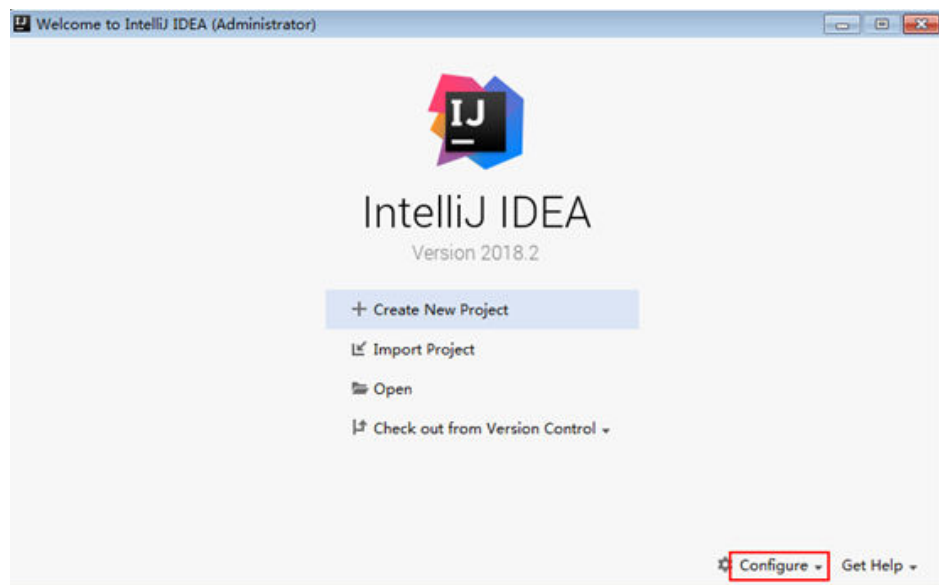 Welcome to IntelliJ IDEA (Administrator)
IJ
IntelliJ IDEA
Version 2018.2
Create New Project
Import Project
Open
Check out from Version Control
Configure Get Help